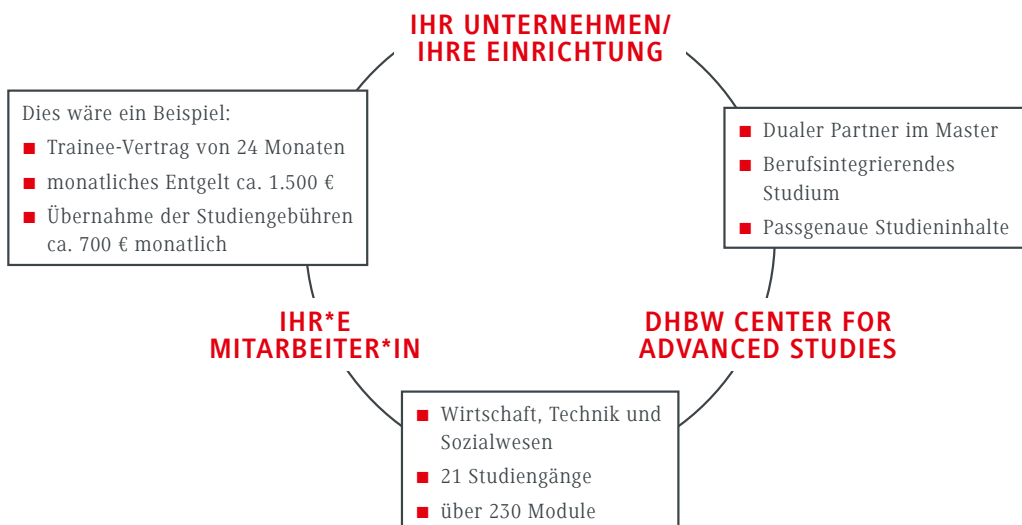 IHR UNTERNEHMEN/
IHRE EINRICHTUNG
Dies wäre ein Beispiel:
■ Trainee-Vertrag von 24 Monaten
■ monatliches Entgelt ca. 1.500 €
■ Übernahme der Studiengebühren
ca. 700 € monatlich
■ Dualer Partner im Master
■ Berufsintegrierendes
Studium
■ Passgenaue Studieninhalte
IHR*E
MITARBEITER*IN
DHBW CENTER FOR
ADVANCED STUDIES
■ Wirtschaft, Technik und
Sozialwesen
■ 21 Studiengänge
■ über 230 Module